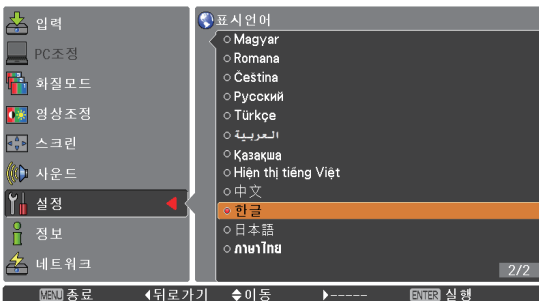 입력
PC조정
화질모드
영상조정
스크린
사운드
설정
정보
네트워크
표시언어
Magyar
Romana
Čeština
Русский
Türkçe
العربية
Қазақша
Hiện thị tiếng Việt
中文
한글
日本語
ภาษาไทย
2/2
MENU 종료 뒤로가기 이동 ----- ENTER 실행